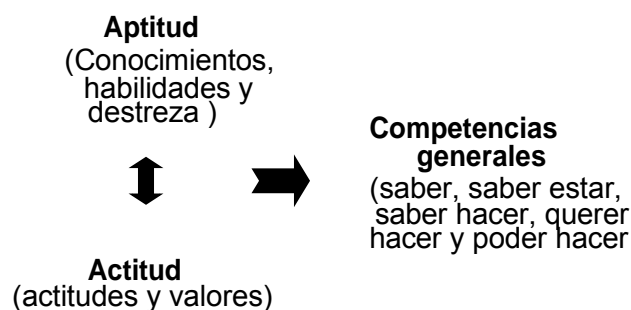 Aptitud
(Conocimientos,
habilidades y
destreza )
Competencias
generales
(saber, saber estar,
saber hacer, querer
hacer y poder hacer
Actitud
(actitudes y valores)